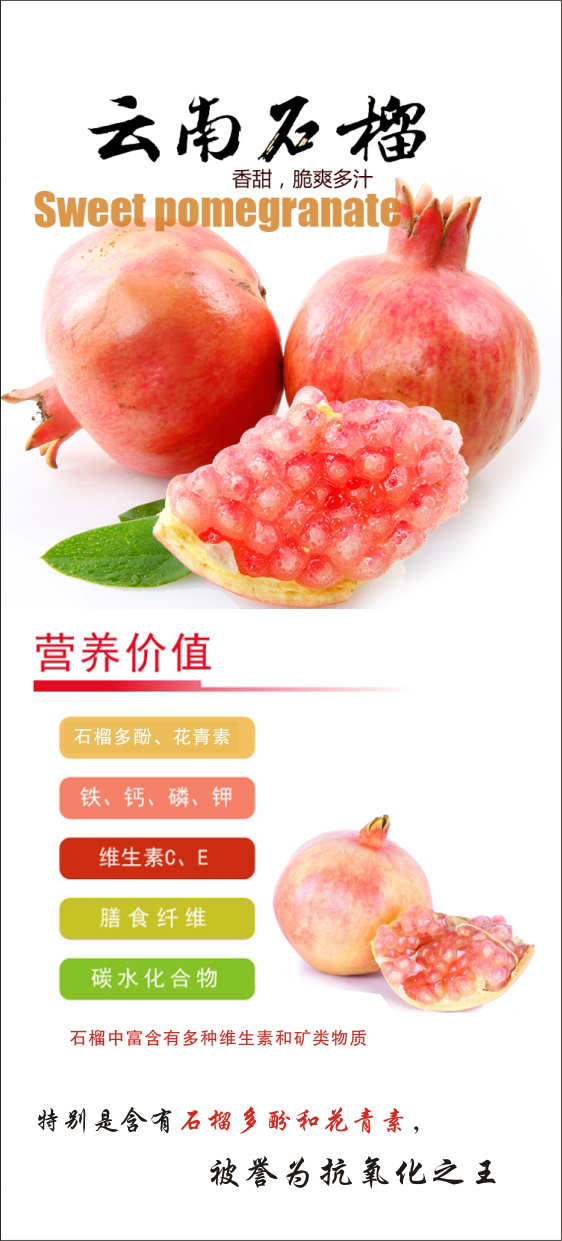 云南石榴
香甜，脆爽多汁
Sweet pomegranate
营养价值
石榴多酚、花青素
铁、钙、磷、钾
维生素C、E
膳食纤维
碳水化合物
石榴中富含有多种维生素和矿类物质
特别是含有石榴多酚和花青素，
被誉为抗氧化之王